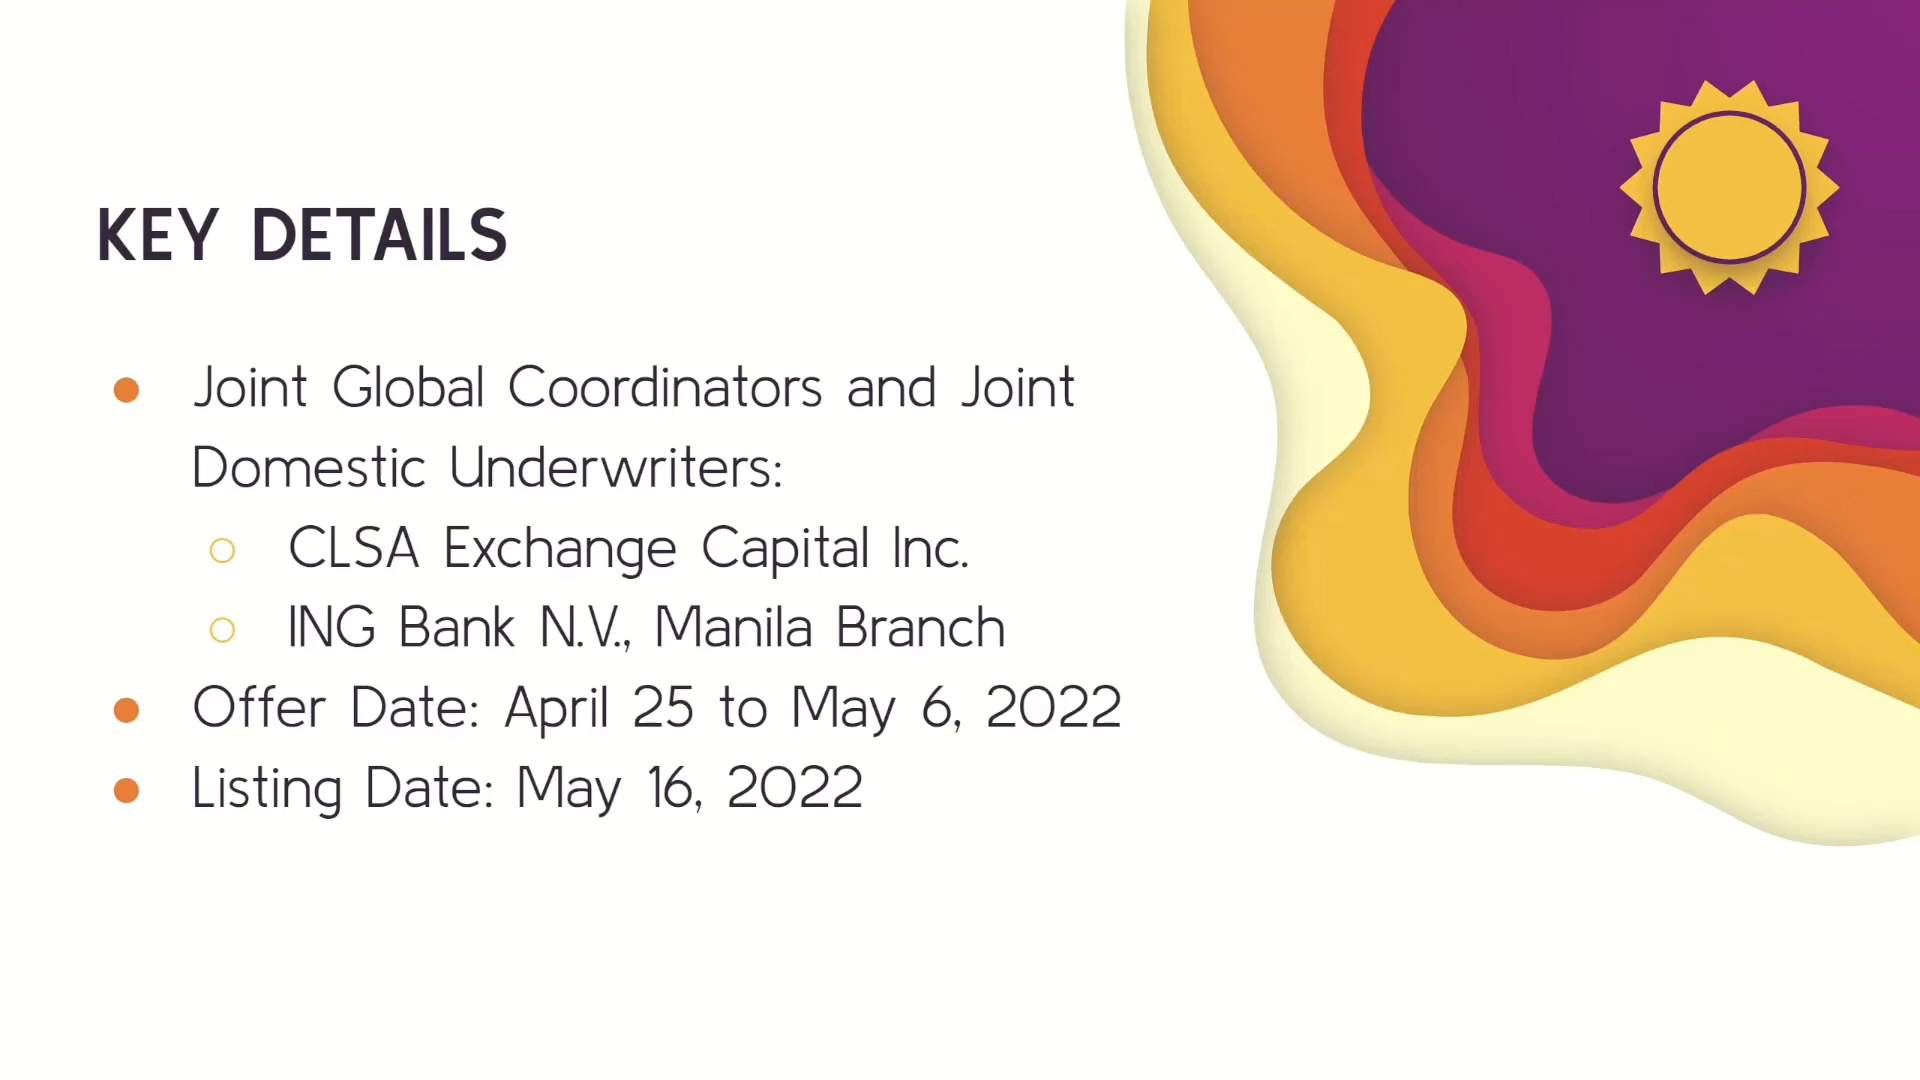 KEY DETAILS
Joint Global Coordinators and Joint
Domestic Underwriters:
CLSA Exchange Capital Inc.
ING Bank N.V., Manila Branch
Offer Date: April 25 to May 6, 2022
Listing Date: May 16, 2022